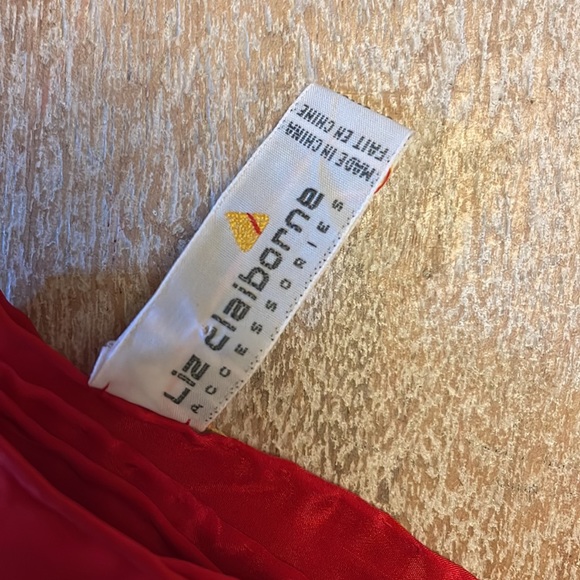 Liz claiborne
ACCESSORIES
MADE IN CHINA
FAIT EN CHINE